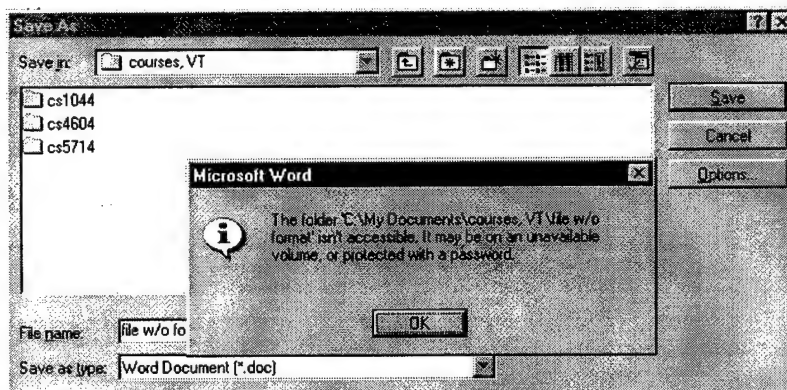 Save As
Save in: courses, VT
cs1044
cs4604
cs5714
Save
Cancel
Options...
Microsoft Word
The folder 'C:\My Documents\courses, VT\file w/o
format' isn't accessible. It may be on an unavailable
volume, or protected with a password.
OK
File name: file w/o fo
Save as type: Word Document (*.doc)